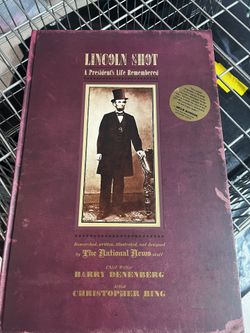 LINCOLN SHOT
A President's Life Remembered
Researched, written, illustrated, and designed
by The National News staff
Chief Writer
BARRY DENENBERG
Artist
CHRISTOPHER BING